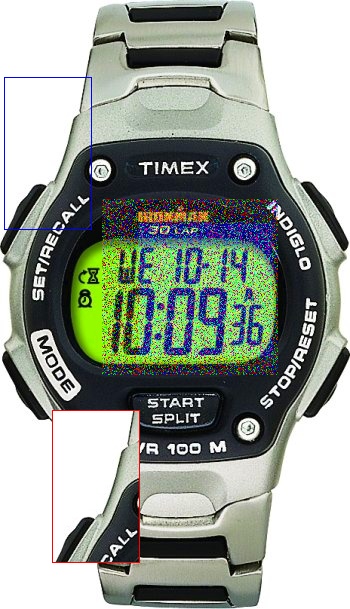 TIMEX
IRONMAN
30 LAP
SET/RECALL
INDIGLO
WE 10-14
10:09 36
MODE
STOP/RESET
START
SPLIT
WR 100 M
CALL